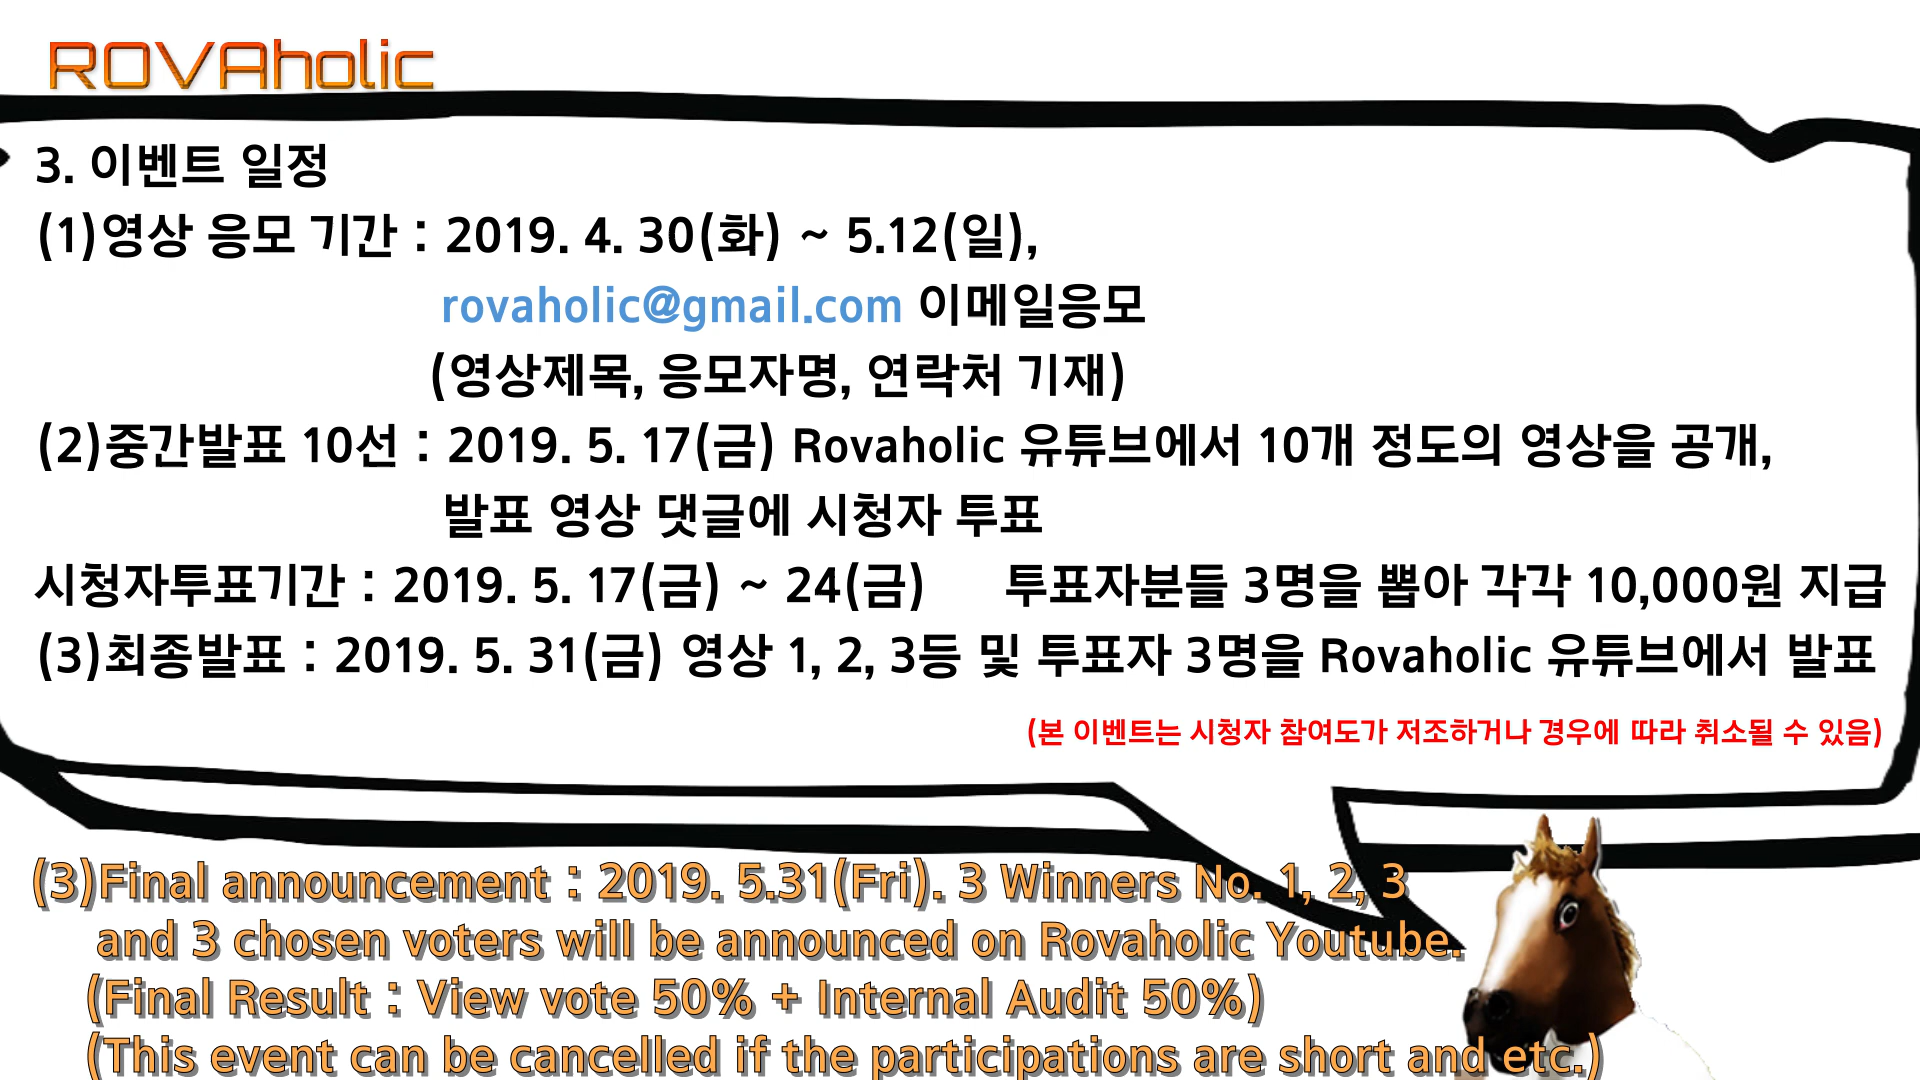 ROVAholic
3. 이벤트 일정
(1)영상 응모 기간 : 2019. 4. 30(화) ~ 5.12(일),
rovaholic@gmail.com 이메일응모
(영상제목, 응모자명, 연락처 기재)
(2)중간발표 10선 : 2019. 5. 17(금) Rovaholic 유튜브에서 10개 정도의 영상을 공개,
발표 영상 댓글에 시청자 투표
시청자투표기간 : 2019. 5. 17(금) ~ 24(금) 투표자분들 3명을 뽑아 각각 10,000원 지급
(3)최종발표 : 2019. 5. 31(금) 영상 1, 2, 3등 및 투표자 3명을 Rovaholic 유튜브에서 발표
(본 이벤트는 시청자 참여도가 저조하거나 경우에 따라 취소될 수 있음)
(3)Final announcement : 2019. 5.31(Fri). 3 Winners No. 1, 2, 3
and 3 chosen voters will be announced on Rovaholic Youtube.
(Final Result : View vote 50% + Internal Audit 50%)
(This event can be cancelled if the participations are short and etc.)